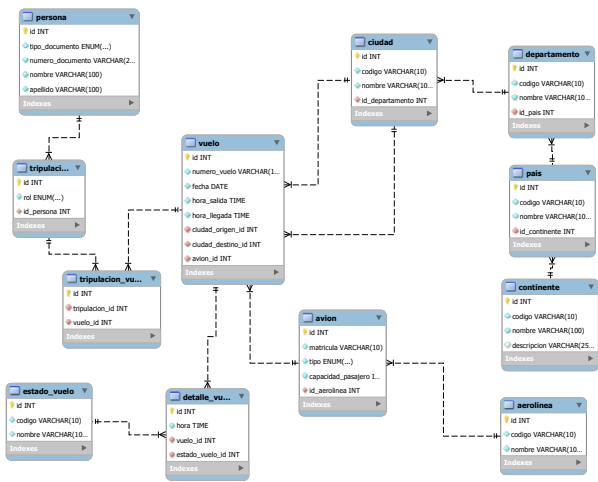 persona
id INT
tipo_documento ENUM(...)
numero_documento VARCHAR(2...
nombre VARCHAR(100)
apellido VARCHAR(100)
Indexes
ciudad
id INT
codigo VARCHAR(10)
nombre VARCHAR(10...
id_departamento INT
Indexes
departamento
id INT
codigo VARCHAR(10)
nombre VARCHAR(10...
id_pais INT
Indexes
vuelo
id INT
numero_vuelo VARCHAR(1...
fecha DATE
hora_salida TIME
hora_llegada TIME
ciudad_origen_id INT
ciudad_destino_id INT
avion_id INT
Indexes
tripulaci...
id INT
rol ENUM(...)
id_persona INT
Indexes
pais
id INT
codgo VARCHAR(10)
nombre VARCHAR(10...
id_continente INT
Indexes
tripulacion_vu...
id INT
tripulacion_id INT
vuelo_id INT
Indexes
continente
id INT
codigo VARCHAR(10)
nombre VARCHAR(100)
descripcion VARCHAR(25...
Indexes
avion
id INT
matricula VARCHAR(10)
tipo ENUM(...)
capacidad_pasajero I...
id_aerolinea INT
Indexes
estado_vuelo
id INT
codigo VARCHAR(10)
nombre VARCHAR(10...
Indexes
detalle_vu...
id INT
hora TIME
vuelo_id INT
estado_vuelo_id INT
Indexes
aerolinea
id INT
codigo VARCHAR(10)
nombre VARCHAR(10...
Indexes